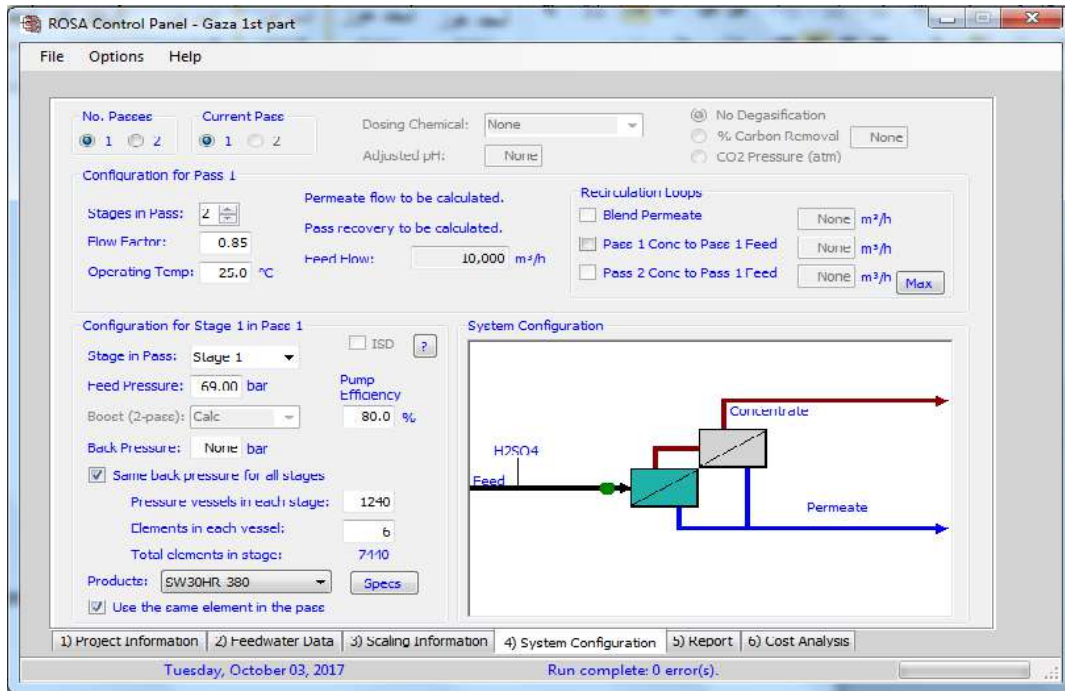 ROSA Control Panel - Gaza 1st part
File Options Help
No. Passes Current Pass
1 2 1 2
Dosing Chemical: None
Adjusted pH: None
No Degasification
% Carbon Removal None
CO2 Pressure (atm)
Configuration for Pass 1
Stages in Pass: 2
Flow Factor: 0.85
Operating Temp: 25.0 °C
Permeate flow to be calculated.
Pass recovery to be calculated.
Feed Flow: 10,000 m³/h
Recirculation Loops
Blend Permeate None m³/h
Pass 1 Conc to Pass 1 Feed None m³/h
Pass 2 Conc to Pass 1 Feed None m³/h Max
Configuration for Stage 1 in Pass 1
Stage in Pass: Stage 1
ISD ?
Feed Pressure: 69.00 bar
Pump
Efficiency
80.0 %
Boost (2-pass): Calc
Back Pressure: None bar
Same back pressure for all stages
Pressure vessels in each stage: 1240
Elements in each vessel: 6
Total elements in stage: 7440
Products: SW30HR 380 Specs
Use the same element in the pass
System Configuration
Concentrate
H2SO4
Feed
Permeate
1) Project Information 2) Feedwater Data 3) Scaling Information 4) System Configuration 5) Report 6) Cost Analysis
Tuesday, October 03, 2017 Run complete: 0 error(s).